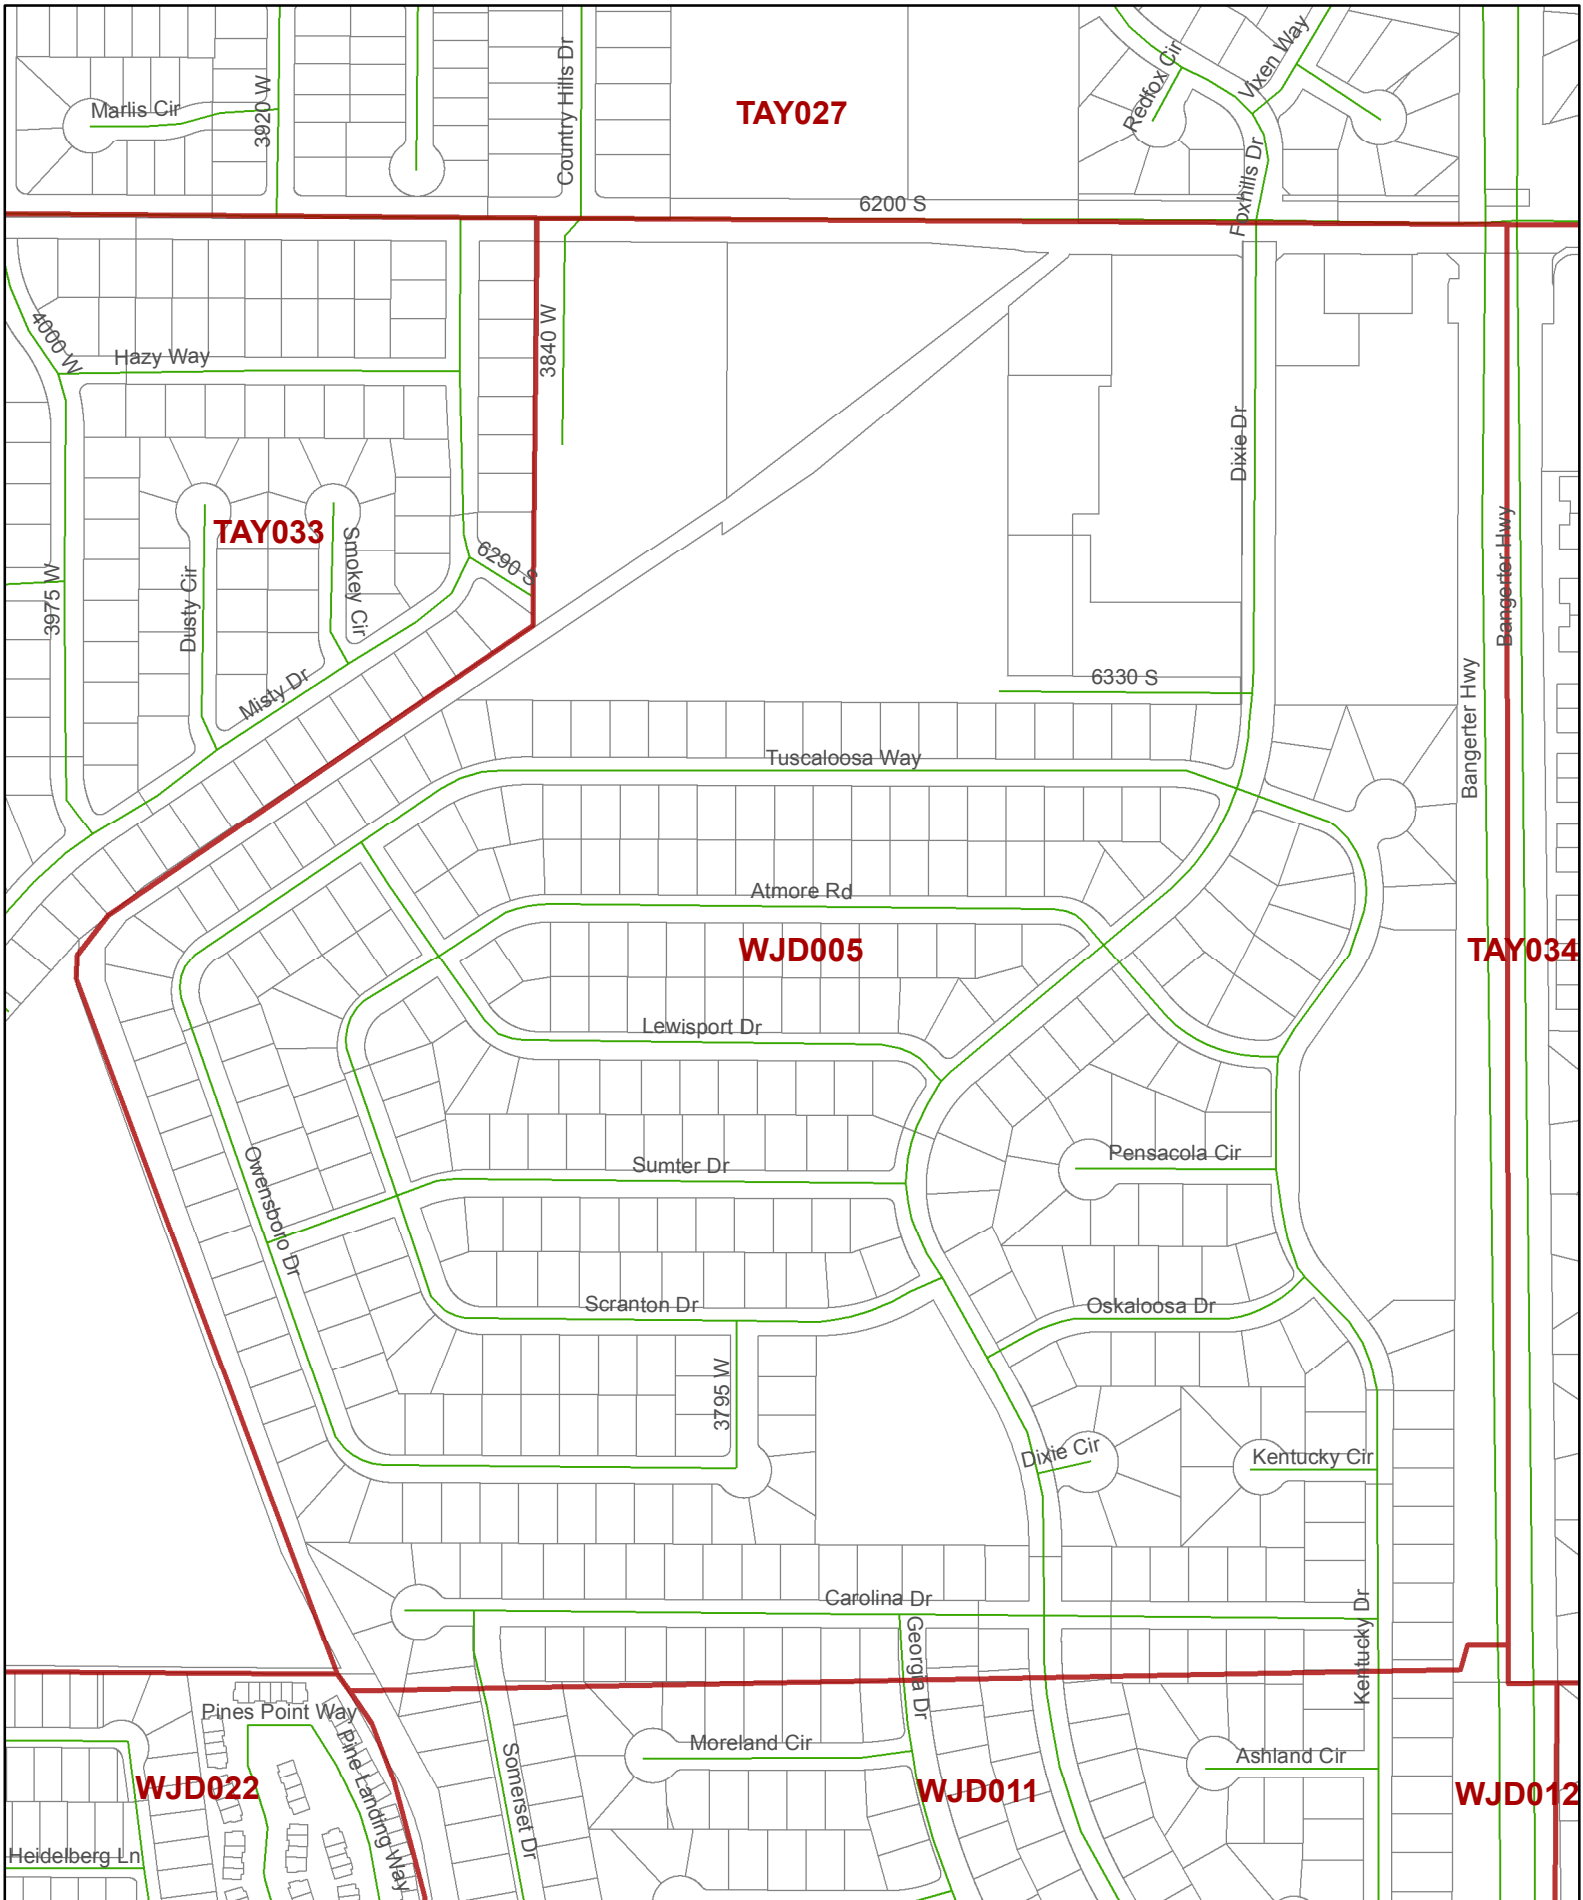 Marlis Cir
3920 W
Country Hills Dr
TAY027
Redfox Cir
Vixen Way
Foxhills Dr
6200 S
4000 W
Hazy Way
3840 W
Dixie Dr
TAY033
Smokey Cir
6290 S
3975 W
Dusty Cir
Misty Dr
Bangerter Hwy
Bangerter Hwy
6330 S
Tuscaloosa Way
Atmore Rd
WJD005
TAY034
Lewisport Dr
Owensboro Dr
Sumter Dr
Pensacola Cir
Scranton Dr
Oskaloosa Dr
3795 W
Dixie Cir
Kentucky Cir
Carolina Dr
Georgia Dr
Kentucky Dr
Pines Point Way
Pine Landing Way
Somerset Dr
Moreland Cir
Ashland Cir
WJD022
WJD011
WJD012
Heidelberg Ln